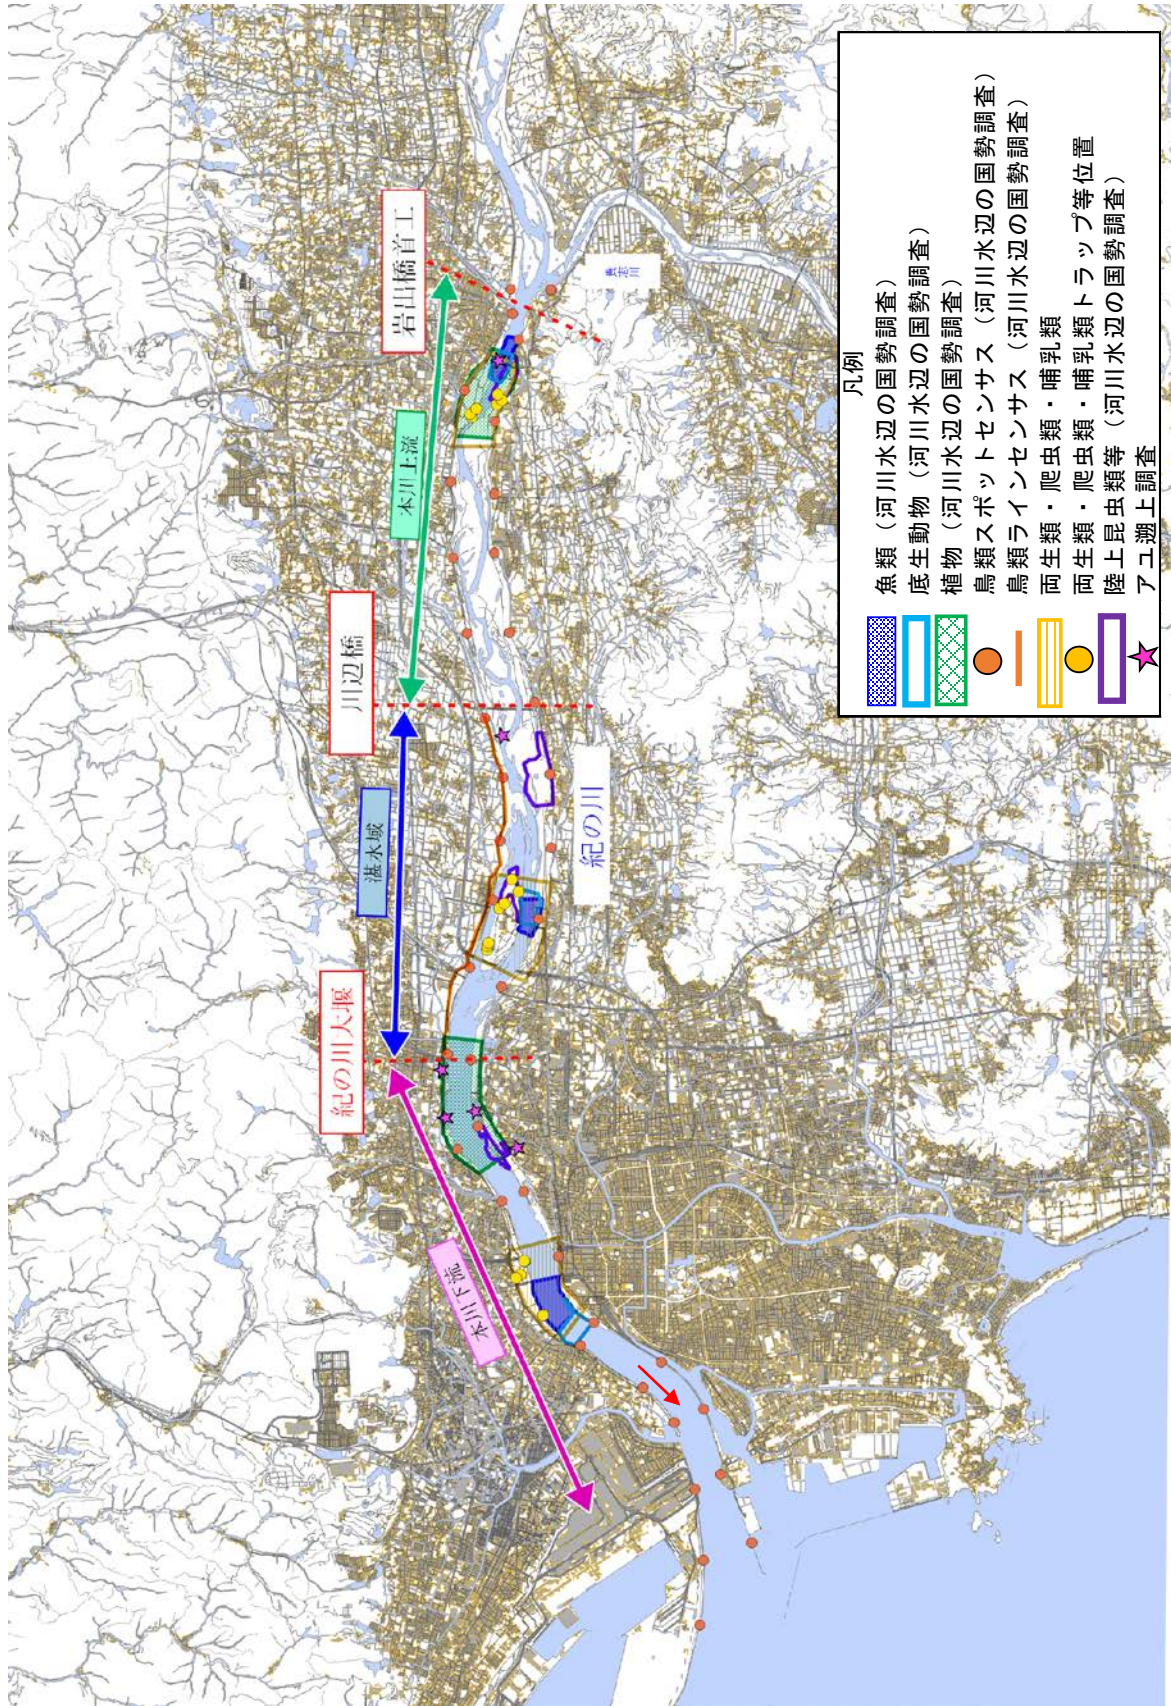 岩出橋首工
貴志川
本川上流
川辺橋
湛水域
紀の川
紀の川大堰
本川下流
凡例
魚類（河川水辺の国勢調査）
底生動物（河川水辺の国勢調査）
植物（河川水辺の国勢調査）
鳥類スポットセンサス（河川水辺の国勢調査）
鳥類ラインセンサス（河川水辺の国勢調査）
両生類・爬虫類・哺乳類
両生類・爬虫類・哺乳類トラップ等位置
陸上昆虫類等（河川水辺の国勢調査）
アユ遡上調査